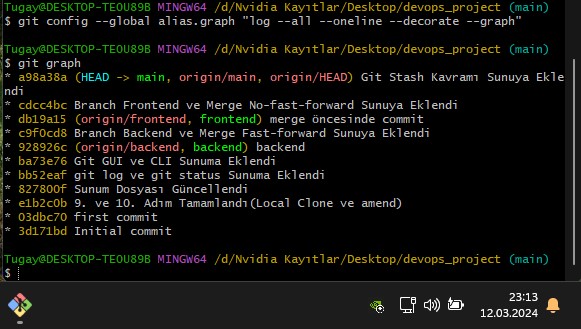 Tugay@DESKTOP-TEOU89B MINGW64 /d/Nvidia Kayıtlar/Desktop/devops_project (main)
$ git config --global alias.graph "log --all --oneline --decorate --graph"
Tugay@DESKTOP-TEOU89B MINGW64 /d/Nvidia Kayıtlar/Desktop/devops_project (main)
$ git graph
* a98a38a (HEAD -> main, origin/main, origin/HEAD) Git Stash Kavramı Sunuya Ekle
ndi
* cdcc4bc Branch Frontend ve Merge No-fast-forward Sunuya Eklendi
* db19a15 (origin/frontend, frontend) merge öncesinde commit
* c9f0cd8 Branch Backend ve Merge Fast-forward Sunuya Eklendi
* 928926c (origin/backend, backend) backend
* ba73e76 Git GUI ve CLI Sunuma Eklendi
* bb52eaf git log ve git status Sunuma Eklendi
* 827800f Sunum Dosyası Güncellendi
* e1b2c0b 9. ve 10. Adım Tamamlandı(Local Clone ve amend)
* 03dbc70 first commit
* 3d171bd Initial commit
Tugay@DESKTOP-TEOU89B MINGW64 /d/Nvidia Kayıtlar/Desktop/devops_project (main)
$
23:13
12.03.2024